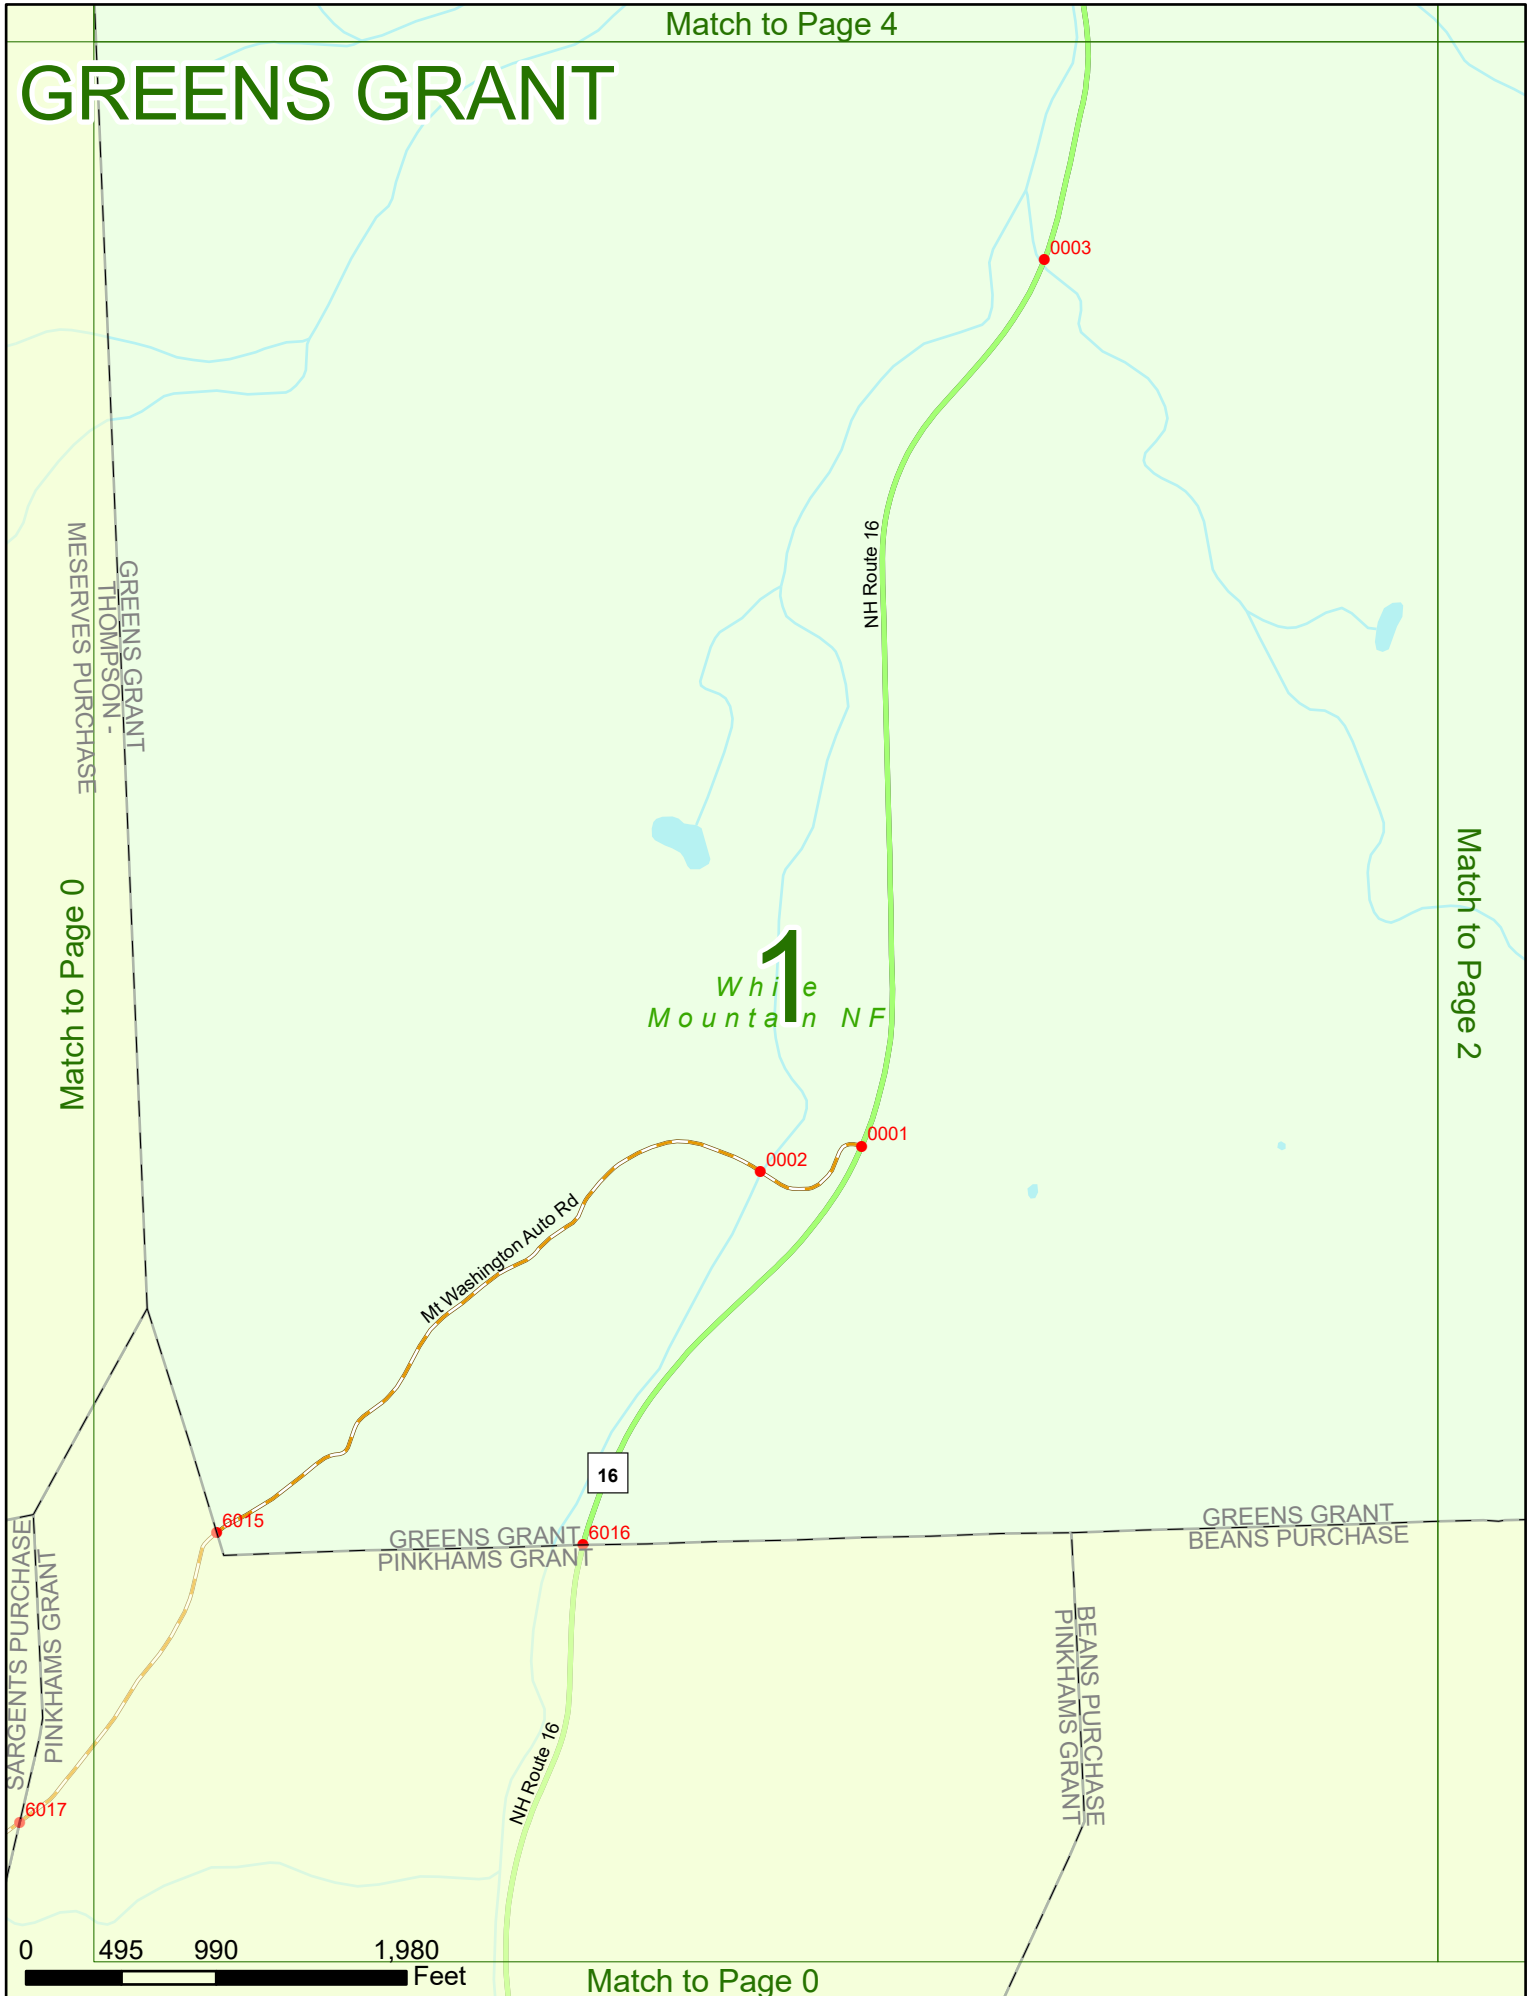 Match to Page 4
GREENS GRANT
0003
NH Route 16
GREENS GRANT
THOMPSON -
MESERVES PURCHASE
Match to Page 0
Match to Page 2
1
White
Mountain NF
0001
0002
Mt Washington Auto Rd
16
6015
6016
GREENS GRANT
PINKHAMS GRANT
GREENS GRANT
BEANS PURCHASE
SARGENTS PURCHASE
PINKHAMS GRANT
BEANS PURCHASE
PINKHAMS GRANT
NH Route 16
6017
0 495 990 1,980
Feet
Match to Page 0